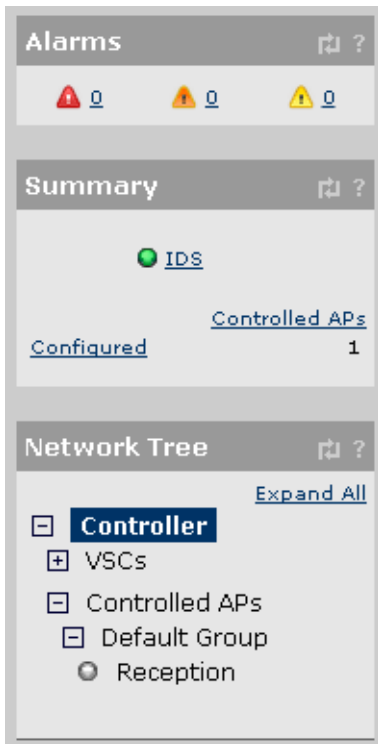 Alarms ?
0 0 0
Summary ?
IDS
Controlled APs
Configured 1
Network Tree ?
Expand All
Controller
VSCs
Controlled APs
Default Group
Reception